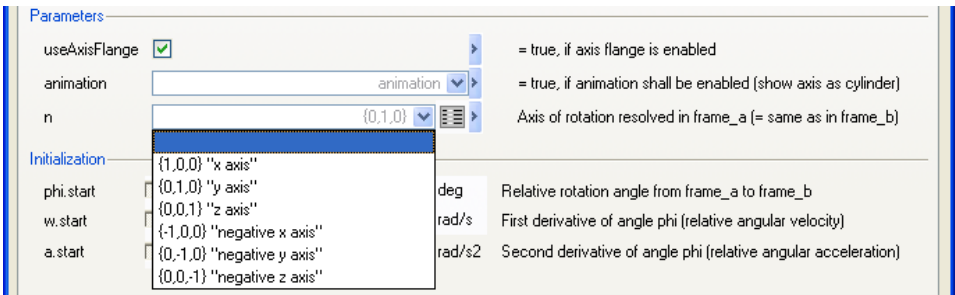 Parameters
useAxisFlange = true, if axis flange is enabled
animation animation = true, if animation shall be enabled (show axis as cylinder)
n {0,1,0} Axis of rotation resolved in frame_a (= same as in frame_b)
Initialization
{1,0,0} "x axis"
phi.start {0,1,0} "y axis" deg Relative rotation angle from frame_a to frame_b
{0,0,1} "z axis"
w.start {-1,0,0} "negative x axis" rad/s First derivative of angle phi (relative angular velocity)
a.start {0,-1,0} "negative y axis" rad/s2 Second derivative of angle phi (relative angular acceleration)
{0,0,-1} "negative z axis"